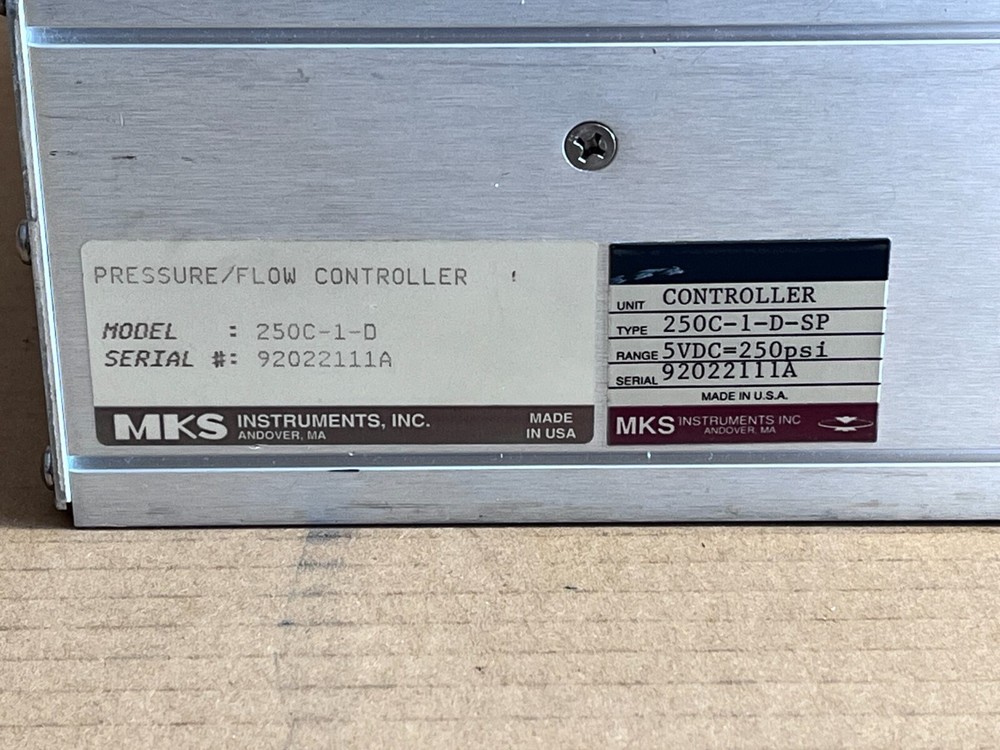 PRESSURE/FLOW CONTROLLER
MODEL : 250C-1-D
SERIAL #: 92022111A
MKS INSTRUMENTS, INC.
ANDOVER, MA
MADE
IN USA
UNIT CONTROLLER
TYPE 250C-1-D-SP
RANGE 5VDC=250psi
SERIAL 92022111A
MADE IN U.S.A.
MKS INSTRUMENTS INC
ANDOVER, MA